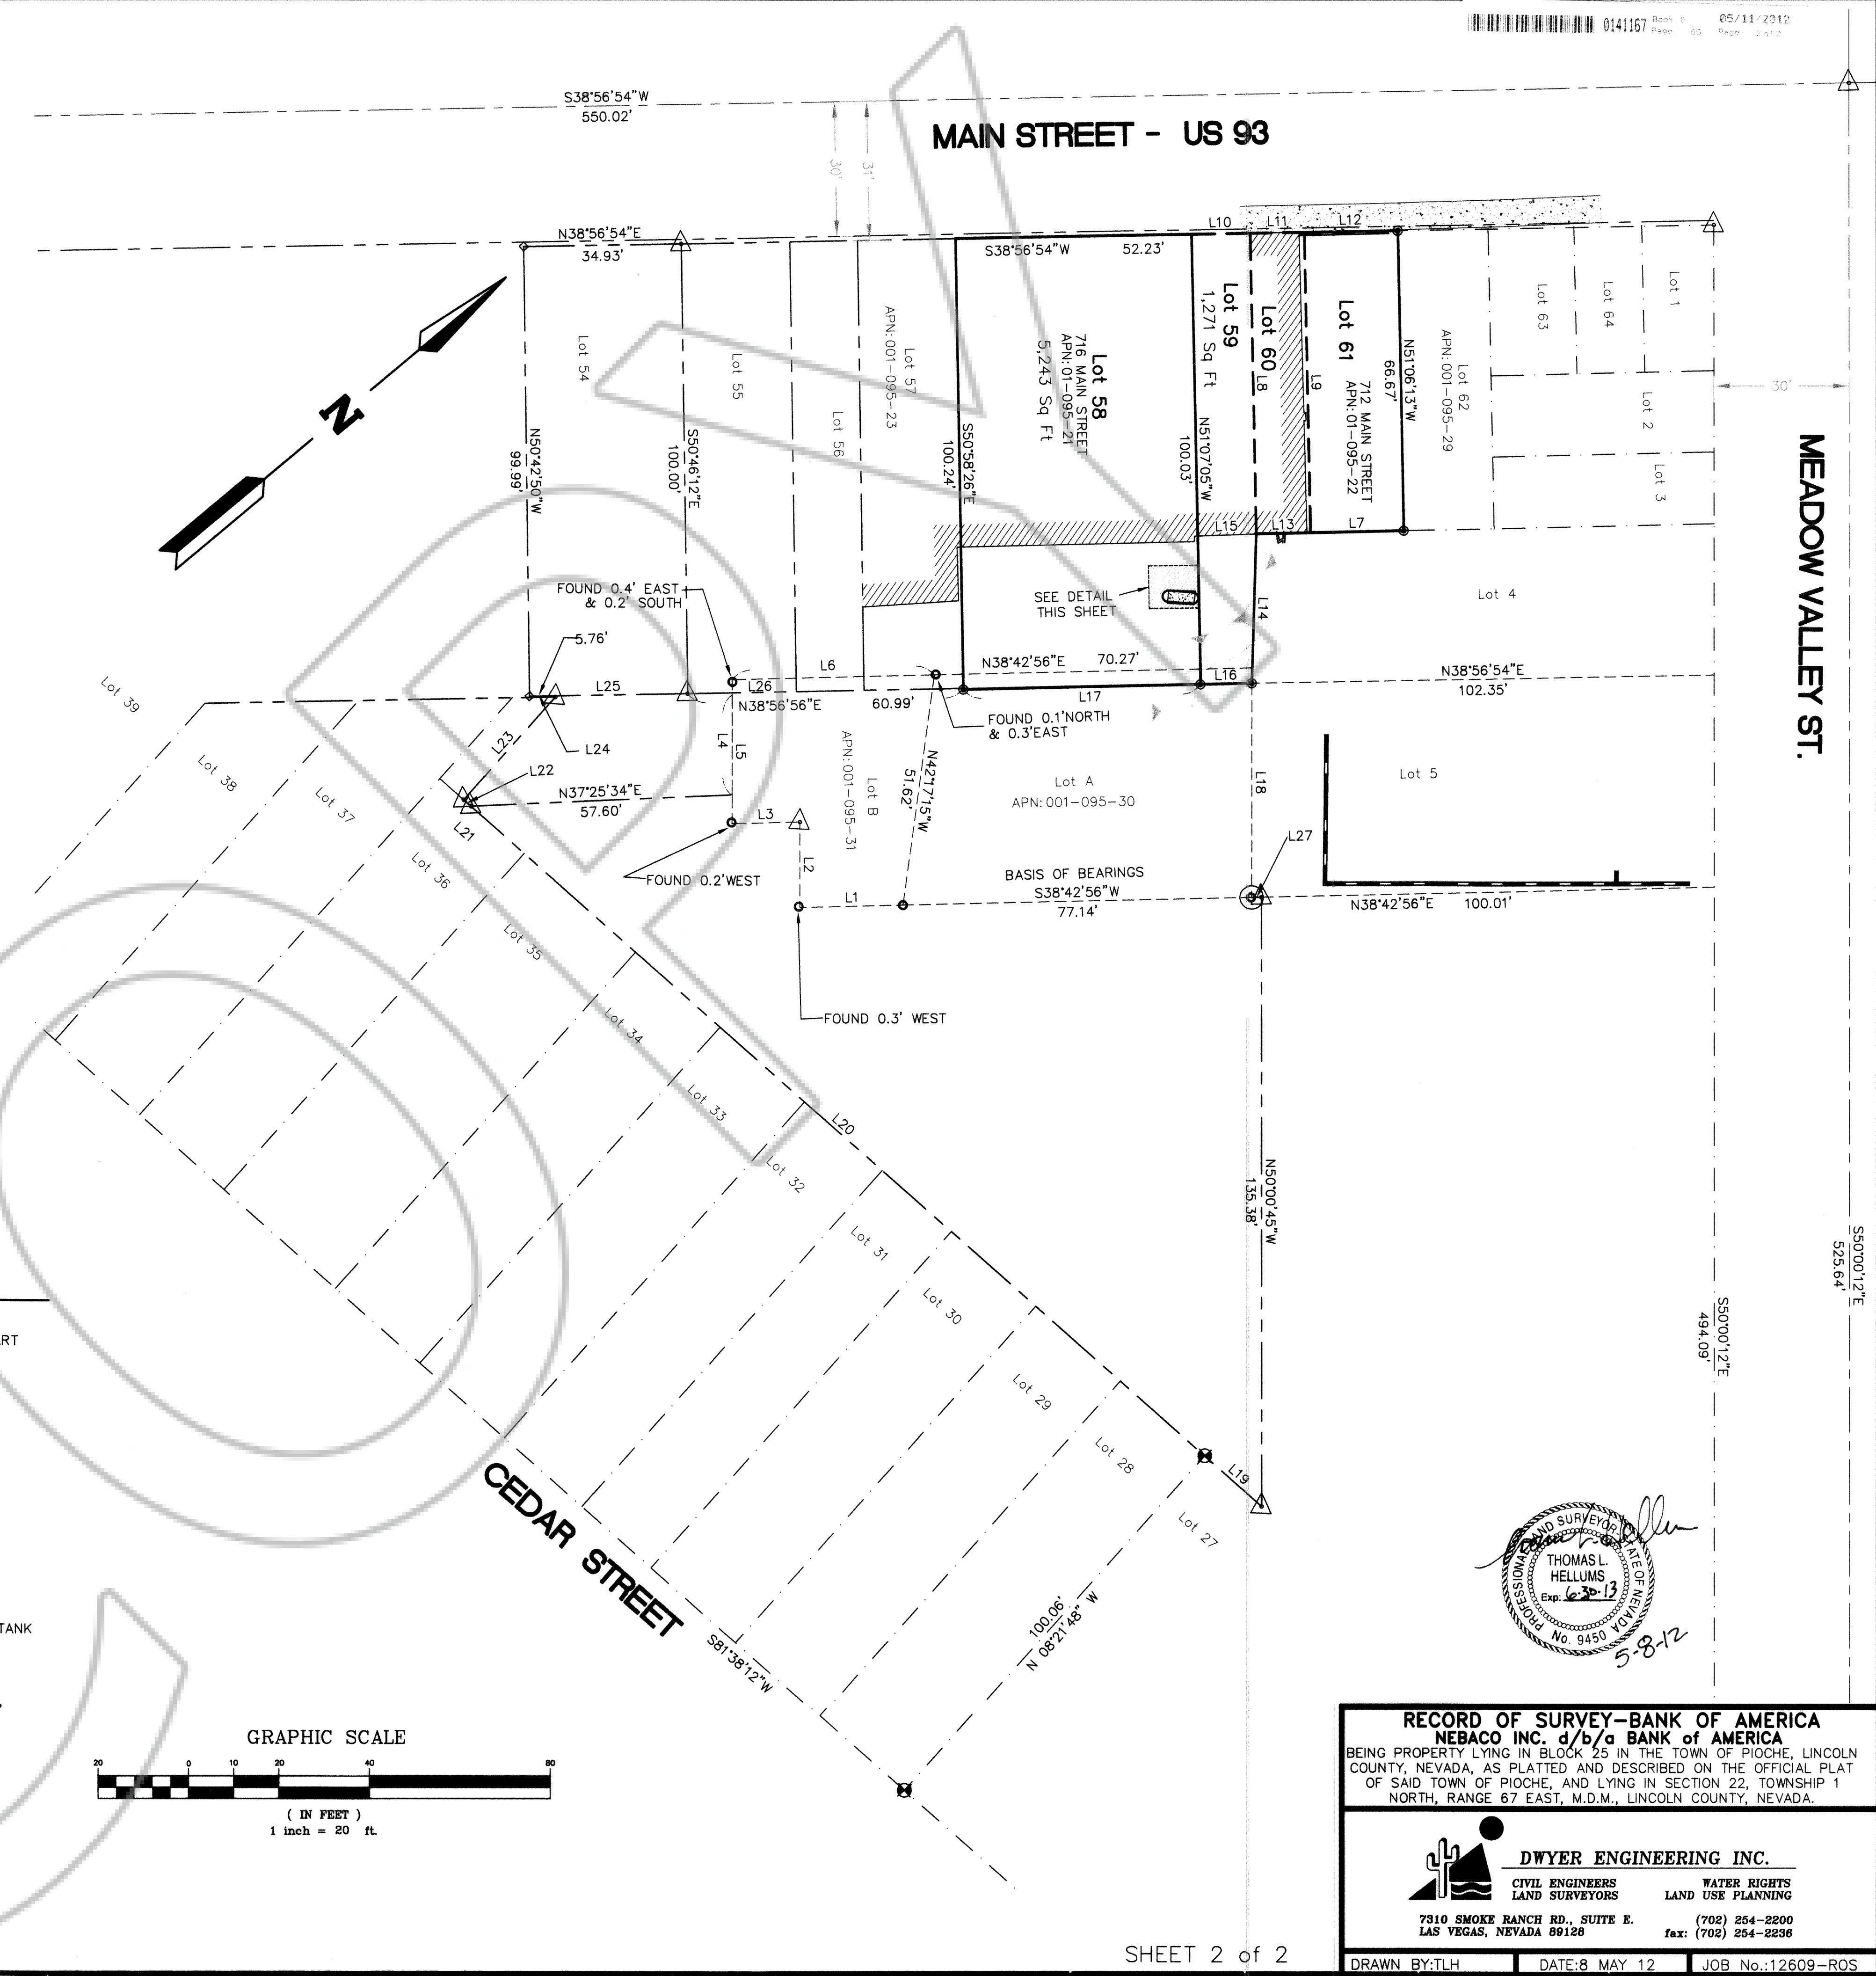 0141167 Book D 05/11/2012
Page 60 Page 2 of 2
S38°56'54"W
550.02'
MAIN STREET - US 93
30'
31'
N38°56'54"E
34.93'
S38°56'54"W 52.23'
L10
L11
L12
N
Lot 54
Lot 55
Lot 56
Lot 57
APN:001-095-23
Lot 58
716 MAIN STREET
APN:01-095-21
5,243 Sq Ft
Lot 59
1,271 Sq Ft
Lot 60
L8
L9
Lot 61
712 MAIN STREET
APN:01-095-22
N51°06'13"W
66.67'
Lot 62
APN:001-095-29
Lot 63
Lot 64
Lot 1
Lot 2
Lot 3
30'
MEADOW VALLEY ST.
N50°42'50"W
99.99'
S50°46'12"E
100.00'
S50°58'26"E
100.24'
N51°07'05"W
100.03'
L15
L13
L7
FOUND 0.4' EAST
& 0.2' SOUTH
SEE DETAIL
THIS SHEET
L14
Lot 4
5.76'
L25
L26
L6
N38°42'56"E 70.27'
L16
N38°56'54"E
102.35'
N38°56'56"E 60.99'
L17
FOUND 0.1'NORTH
& 0.3'EAST
Lot 39
Lot 38
Lot 37
L23
L24
L22
L4
L5
N37°25'34"E
57.60'
L21
L3
L2
APN:001-095-31
Lot B
N42°17'15"W
51.62'
Lot A
APN:001-095-30
L18
Lot 5
L27
Lot 36
FOUND 0.2'WEST
L1
BASIS OF BEARINGS
S38°42'56"W
77.14'
N38°42'56"E 100.01'
Lot 35
FOUND 0.3' WEST
Lot 34
Lot 33
L20
Lot 32
Lot 31
Lot 30
Lot 29
Lot 28
Lot 27
L19
N50°00'45"W
135.38'
S50°00'12"E
525.64'
S50°00'12"E
494.09'
ART
TANK
CEDAR STREET
S81°38'12"W
100.06'
N 08°21'48" W
PROFESSIONAL LAND SURVEYOR-STATE OF NEVADA
THOMAS L.
HELLUMS
Exp: 6-30-13
No. 9450
5-8-12
GRAPHIC SCALE
20 0 10 20 40 80
( IN FEET )
1 inch = 20 ft.
RECORD OF SURVEY-BANK OF AMERICA
NEBACO INC. d/b/a BANK of AMERICA
BEING PROPERTY LYING IN BLOCK 25 IN THE TOWN OF PIOCHE, LINCOLN
COUNTY, NEVADA, AS PLATTED AND DESCRIBED ON THE OFFICIAL PLAT
OF SAID TOWN OF PIOCHE, AND LYING IN SECTION 22, TOWNSHIP 1
NORTH, RANGE 67 EAST, M.D.M., LINCOLN COUNTY, NEVADA.
DWYER ENGINEERING INC.
CIVIL ENGINEERS WATER RIGHTS
LAND SURVEYORS LAND USE PLANNING
7310 SMOKE RANCH RD., SUITE E. (702) 254-2200
LAS VEGAS, NEVADA 89128 fax: (702) 254-2236
SHEET 2 of 2
DRAWN BY:TLH DATE:8 MAY 12 JOB No.:12609-ROS